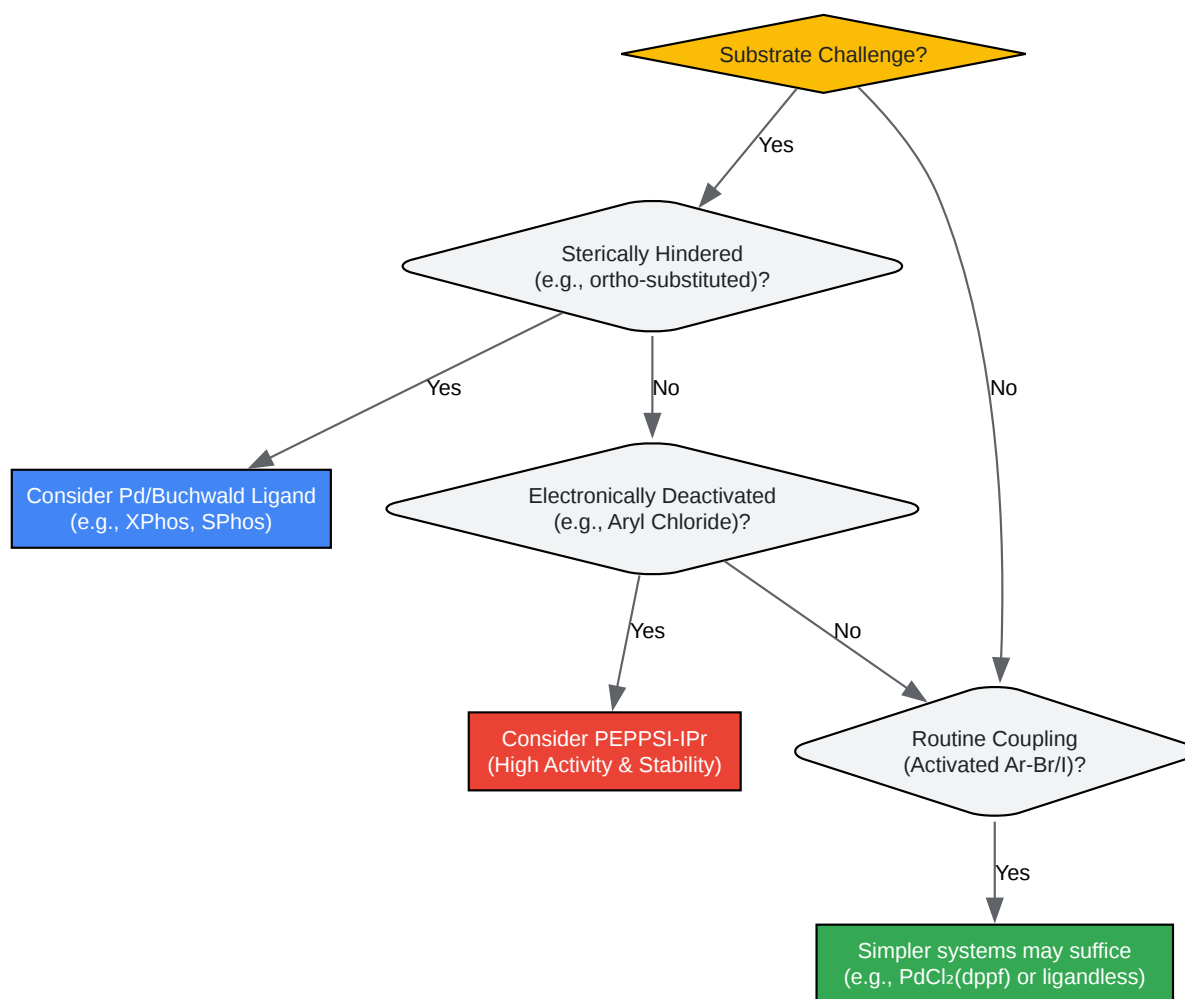 Substrate Challenge?
Yes
Sterically Hindered
(e.g., ortho-substituted)?
Yes
No
No
Consider Pd/Buchwald Ligand
(e.g., XPhos, SPhos)
Electronically Deactivated
(e.g., Aryl Chloride)?
Yes
No
Consider PEPPSI-IPr
(High Activity & Stability)
Routine Coupling
(Activated Ar-Br/I)?
Yes
Simpler systems may suffice
(e.g., PdCl₂(dppf) or ligandless)